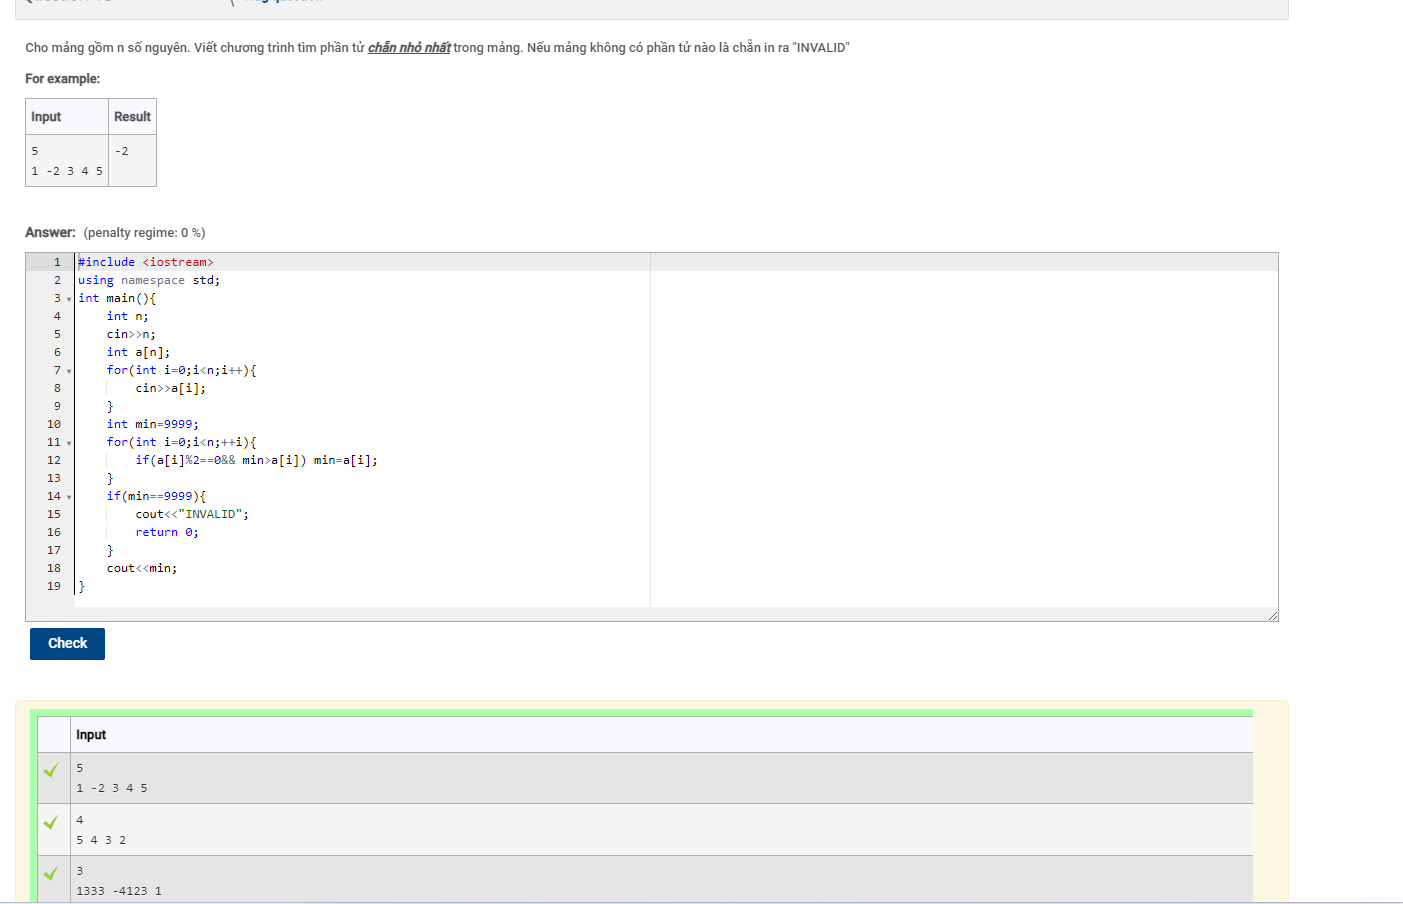 Cho mảng gồm n số nguyên. Viết chương trình tìm phần tử chẵn nhỏ nhất trong mảng. Nếu mảng không có phần tử nào là chẵn in ra "INVALID"
For example:
Input Result
5 -2
1 -2 3 4 5
Answer: (penalty regime: 0 %)
1 #include <iostream>
2 using namespace std;
3 int main(){
4 int n;
5 cin>>n;
6 int a[n];
7 for(int i=0;i<n;i++){
8 cin>>a[i];
9 }
10 int min=9999;
11 for(int i=0;i<n;++i){
12 if(a[i]%2==0&& min>a[i]) min=a[i];
13 }
14 if(min==9999){
15 cout<<"INVALID";
16 return 0;
17 }
18 cout<<min;
19 }
Check
Input
5
1 -2 3 4 5
4
5 4 3 2
3
1333 -4123 1